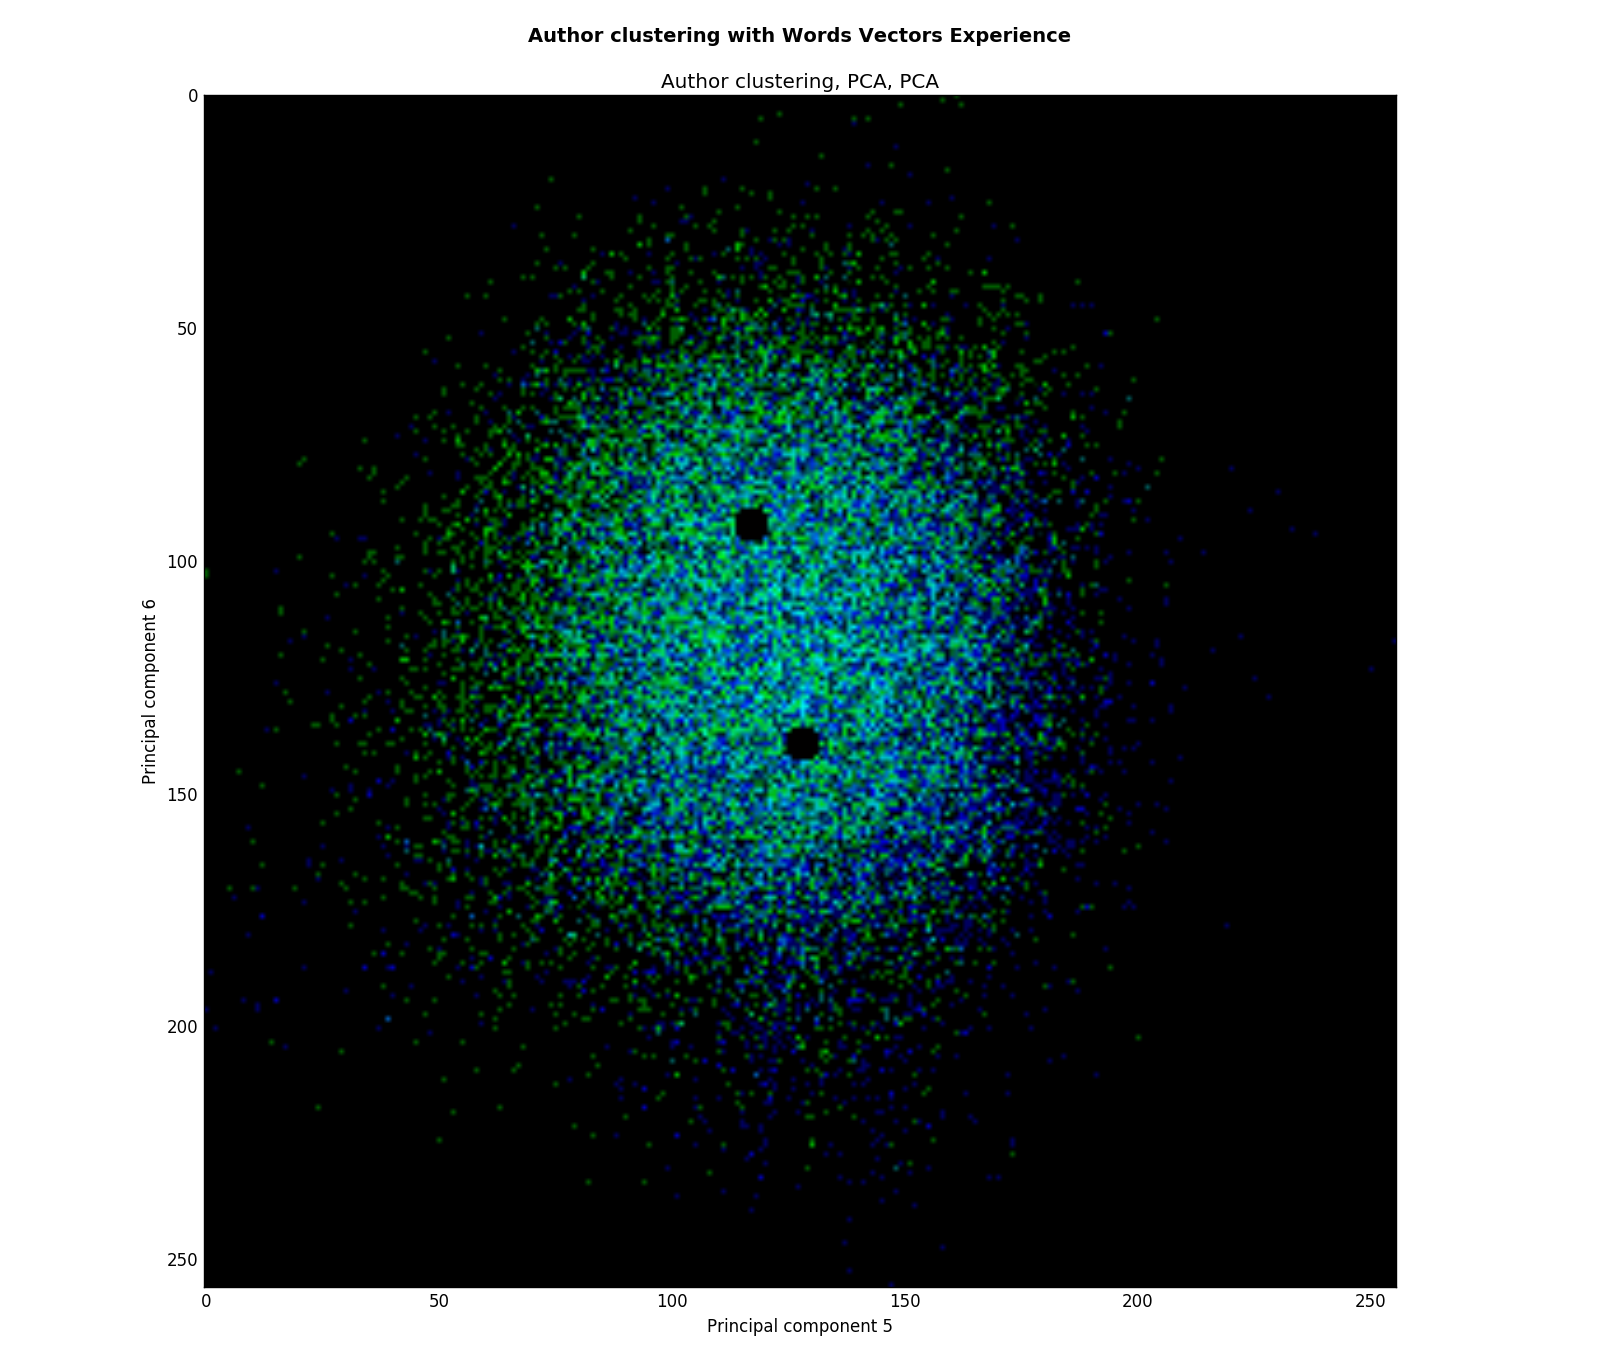 Author clustering with Words Vectors Experience
Author clustering, PCA, PCA
0
50
100
150
200
250
Principal component 6
0 50 100 150 200 250
Principal component 5